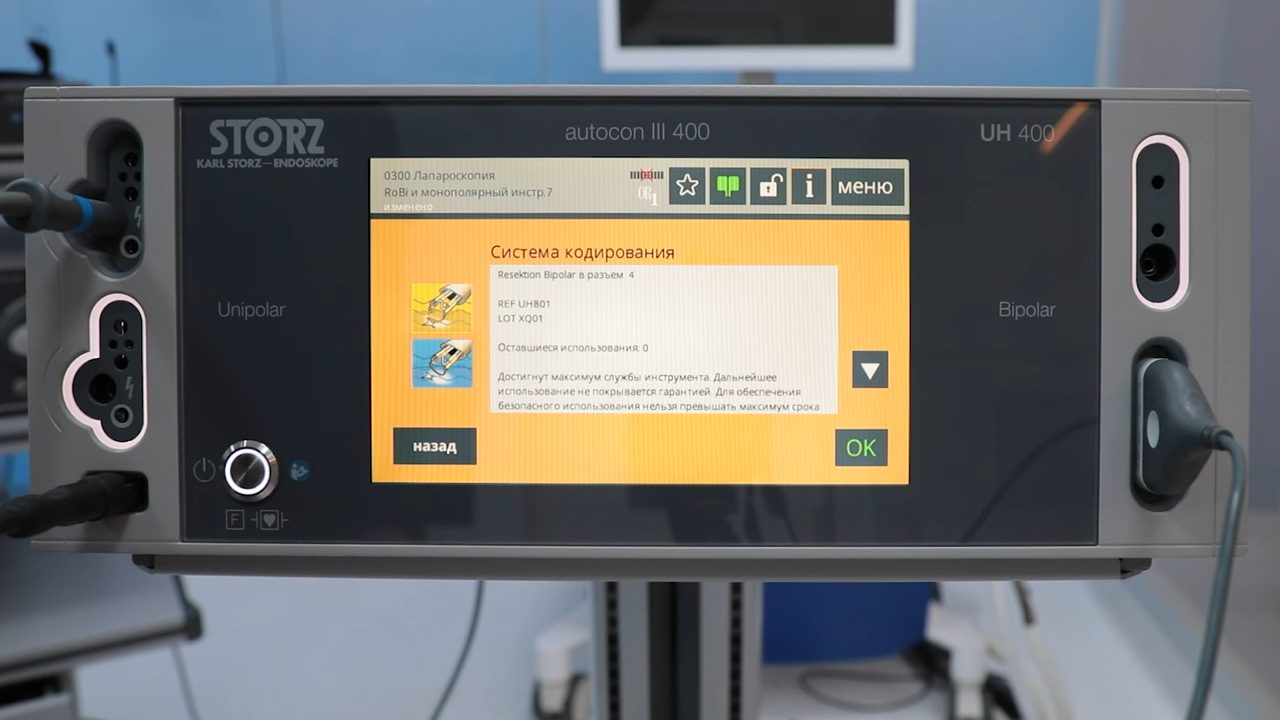 STORZ
KARL STORZ—ENDOSKOPE
autocon III 400
UH 400
0300 Лапароскопия
RoBi и монополярный инстр.7
изменено
OR1
i
меню
Система кодирования
Resektion Bipolar в разъем 4
REF UH801
LOT XQ01
Оставшиеся использования: 0
Достигнут максимум службы инструмента. Дальнейшее
использование не покрывается гарантией. Для обеспечения
безопасного использования нельзя превышать максимум срока
назад
OK
Unipolar
Bipolar
F